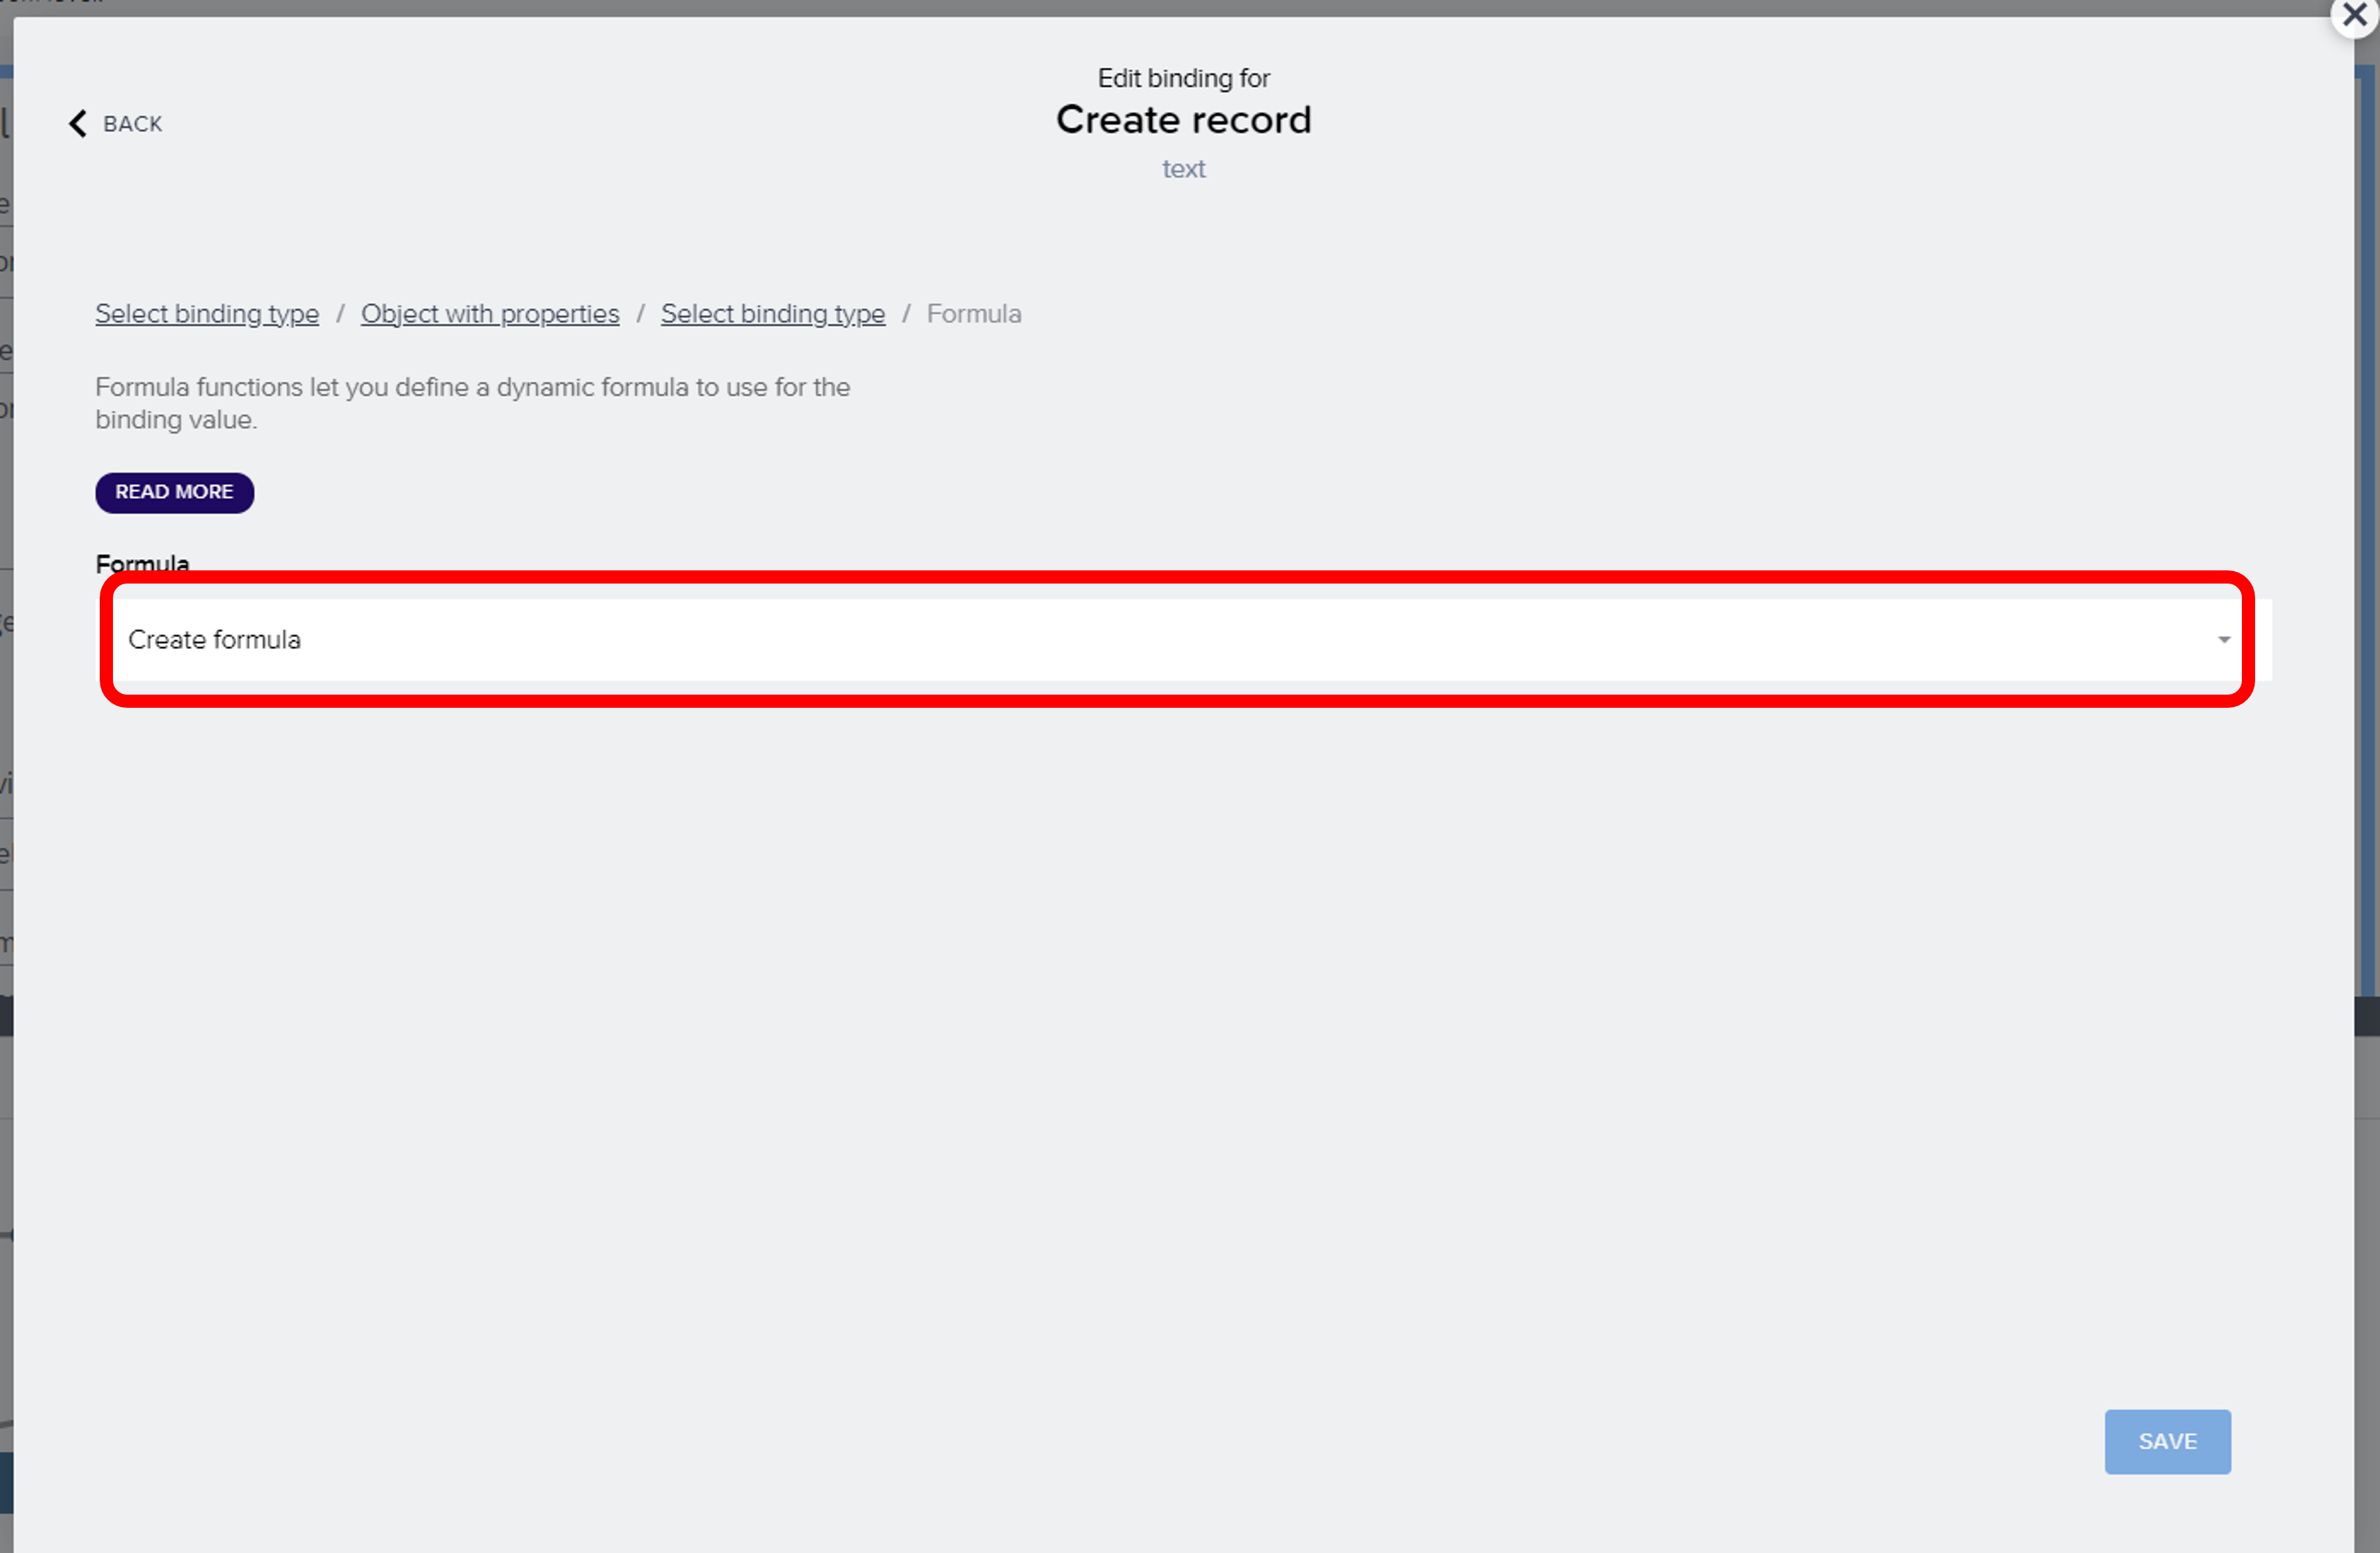 Edit binding for
BACK
Create record
text
Select binding type / Object with properties / Select binding type / Formula
Formula functions let you define a dynamic formula to use for the
binding value.
READ MORE
Formula
Create formula
SAVE